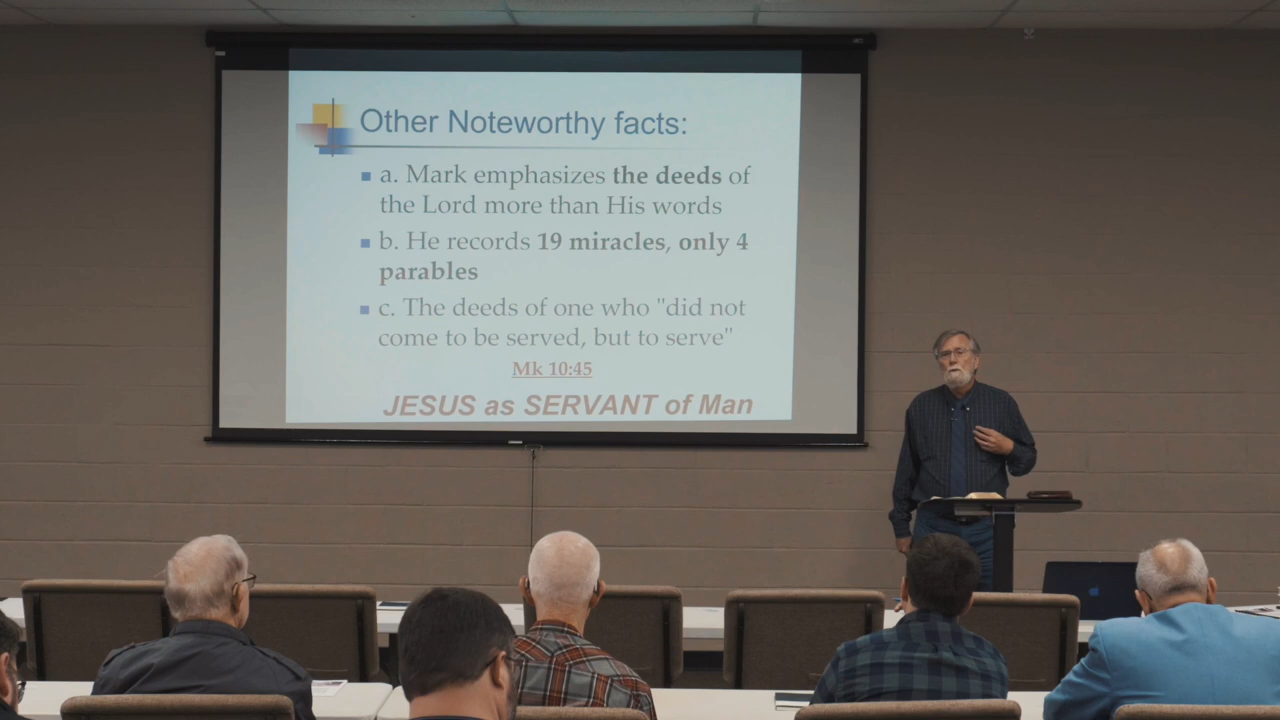 Other Noteworthy facts:
a. Mark emphasizes the deeds of
the Lord more than His words
b. He records 19 miracles, only 4
parables
c. The deeds of one who "did not
come to be served, but to serve"
Mk 10:45
JESUS as SERVANT of Man